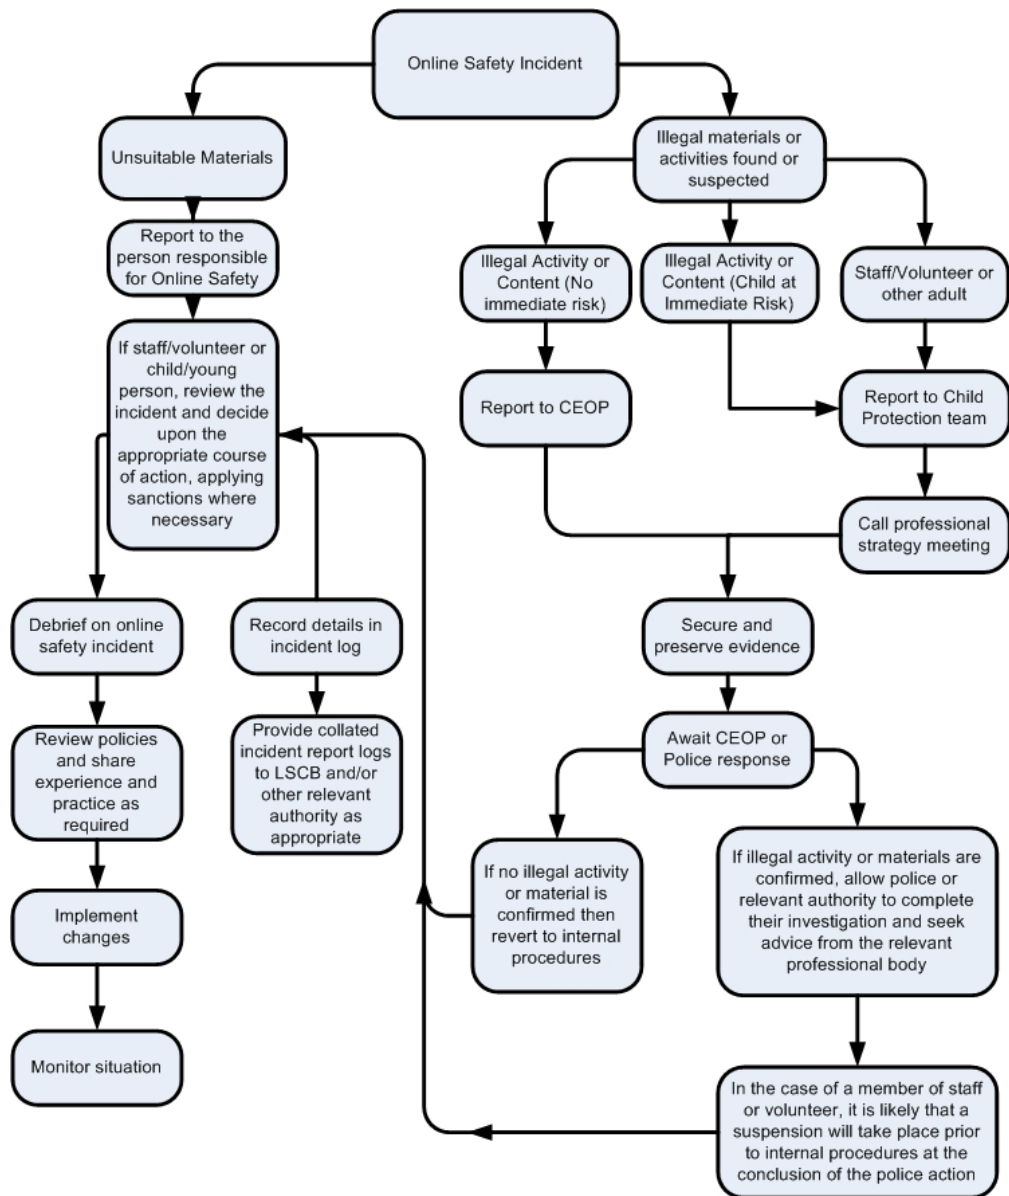 Online Safety Incident
Unsuitable Materials
Illegal materials or
activities found or
suspected
Report to the
person responsible
for Online Safety
Illegal Activity or
Content (No
immediate risk)
Illegal Activity or
Content (Child at
Immediate Risk)
Staff/Volunteer or
other adult
If staff/volunteer or
child/young
person, review the
incident and decide
upon the
appropriate course
of action, applying
sanctions where
necessary
Report to CEOP
Report to Child
Protection team
Call professional
strategy meeting
Debrief on online
safety incident
Record details in
incident log
Secure and
preserve evidence
Review policies
and share
experience and
practice as
required
Provide collated
incident report logs
to LSCB and/or
other relevant
authority as
appropriate
Await CEOP or
Police response
If no illegal activity
or material is
confirmed then
revert to internal
procedures
If illegal activity or materials are
confirmed, allow police or
relevant authority to complete
their investigation and seek
advice from the relevant
professional body
Implement
changes
Monitor situation
In the case of a member of staff
or volunteer, it is likely that a
suspension will take place prior
to internal procedures at the
conclusion of the police action